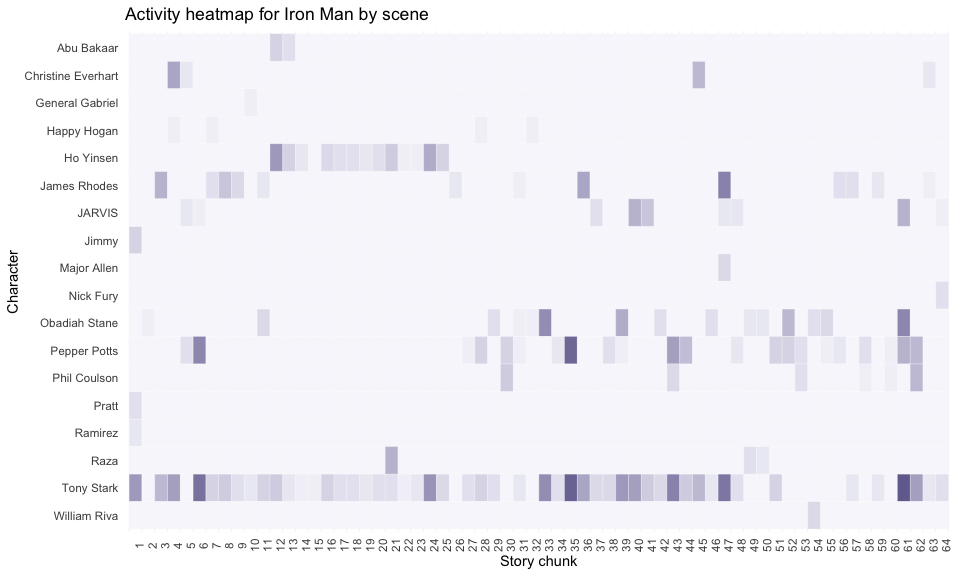 Activity heatmap for Iron Man by scene
Abu Bakaar
Christine Everhart
General Gabriel
Happy Hogan
Ho Yinsen
James Rhodes
JARVIS
Jimmy
Major Allen
Nick Fury
Obadiah Stane
Pepper Potts
Phil Coulson
Pratt
Ramirez
Raza
Tony Stark
William Riva
Character
1 2 3 4 5 6 7 8 9 10 11 12 13 14 15 16 17 18 19 20 21 22 23 24 25 26 27 28 29 30 31 32 33 34 35 36 37 38 39 40 41 42 43 44 45 46 47 48 49 50 51 52 53 54 55 56 57 58 59 60 61 62 63 64
Story chunk